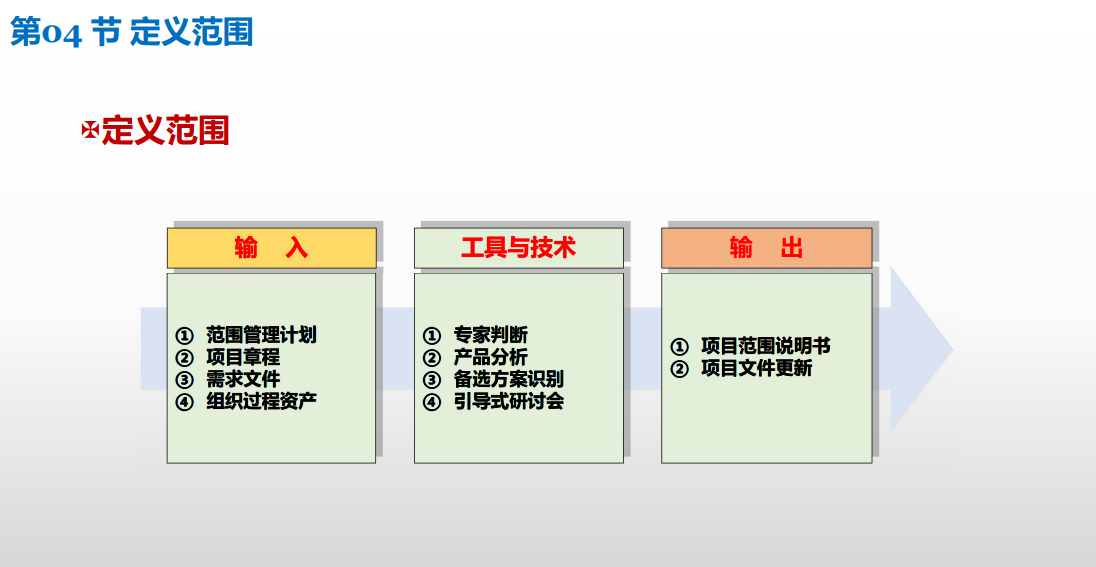 第04 节 定义范围
✠定义范围
输 入
① 范围管理计划
② 项目章程
③ 需求文件
④ 组织过程资产
工具与技术
① 专家判断
② 产品分析
③ 备选方案识别
④ 引导式研讨会
输 出
① 项目范围说明书
② 项目文件更新